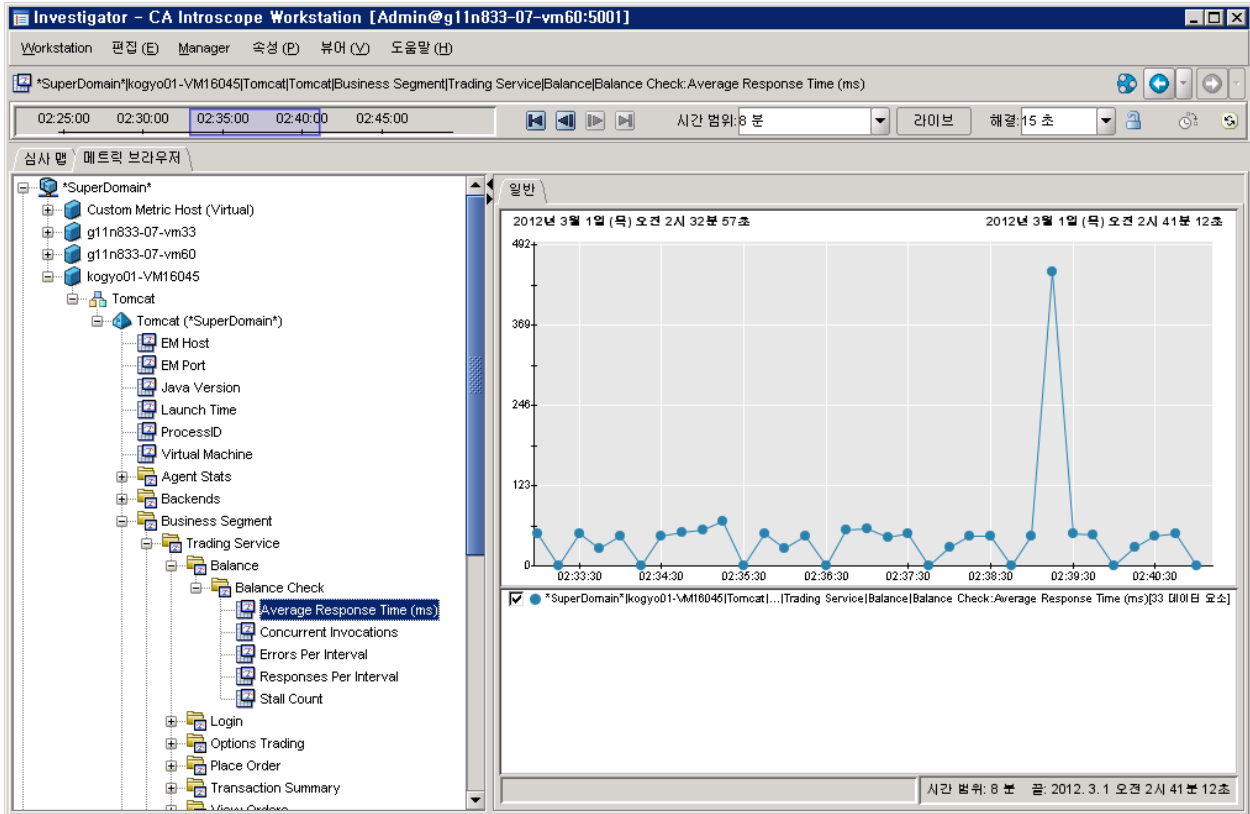 Investigator - CA Introscope Workstation [Admin@g11n833-07-vm60:5001]
Workstation 편집(E) Manager 속성(P) 뷰어(V) 도움말(H)
*SuperDomain*|kogyo01-VM16045|Tomcat|Tomcat|Business Segment|Trading Service|Balance|Balance Check:Average Response Time (ms)
02:25:00 02:30:00 02:35:00 02:40:00 02:45:00 시간 범위:8 분 라이브 해결:15 초
심사 맵 메트릭 브라우저
*SuperDomain*
Custom Metric Host (Virtual)
g11n833-07-vm33
g11n833-07-vm60
kogyo01-VM16045
Tomcat
Tomcat (*SuperDomain*)
EM Host
EM Port
Java Version
Launch Time
ProcessID
Virtual Machine
Agent Stats
Backends
Business Segment
Trading Service
Balance
Balance Check
Average Response Time (ms)
Concurrent Invocations
Errors Per Interval
Responses Per Interval
Stall Count
Login
Options Trading
Place Order
Transaction Summary
View Orders
일반
2012년 3월 1일 (목) 오전 2시 32분 57초 2012년 3월 1일 (목) 오전 2시 41분 12초
492
369
246
123
0
02:33:30 02:34:30 02:35:30 02:36:30 02:37:30 02:38:30 02:39:30 02:40:30
*SuperDomain*|kogyo01-VM16045|Tomcat|...|Trading Service|Balance|Balance Check:Average Response Time (ms)[33 데이터 요소]
시간 범위: 8 분 끝: 2012. 3. 1 오전 2시 41분 12초